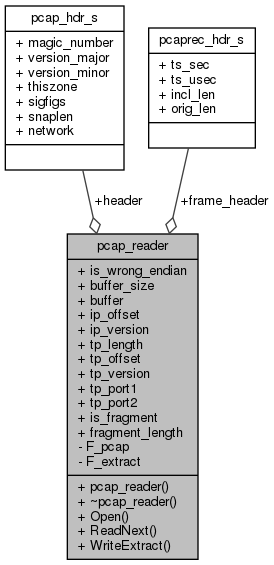 pcap_hdr_s
+ magic_number
+ version_major
+ version_minor
+ thiszone
+ sigfigs
+ snaplen
+ network
pcaprec_hdr_s
+ ts_sec
+ ts_usec
+ incl_len
+ orig_len
+header
+frame_header
pcap_reader
+ is_wrong_endian
+ buffer_size
+ buffer
+ ip_offset
+ ip_version
+ tp_length
+ tp_offset
+ tp_version
+ tp_port1
+ tp_port2
+ is_fragment
+ fragment_length
- F_pcap
- F_extract
+ pcap_reader()
+ ~pcap_reader()
+ Open()
+ ReadNext()
+ WriteExtract()